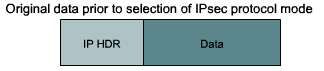 Original data prior to selection of IPsec protocol mode
IP HDR
Data